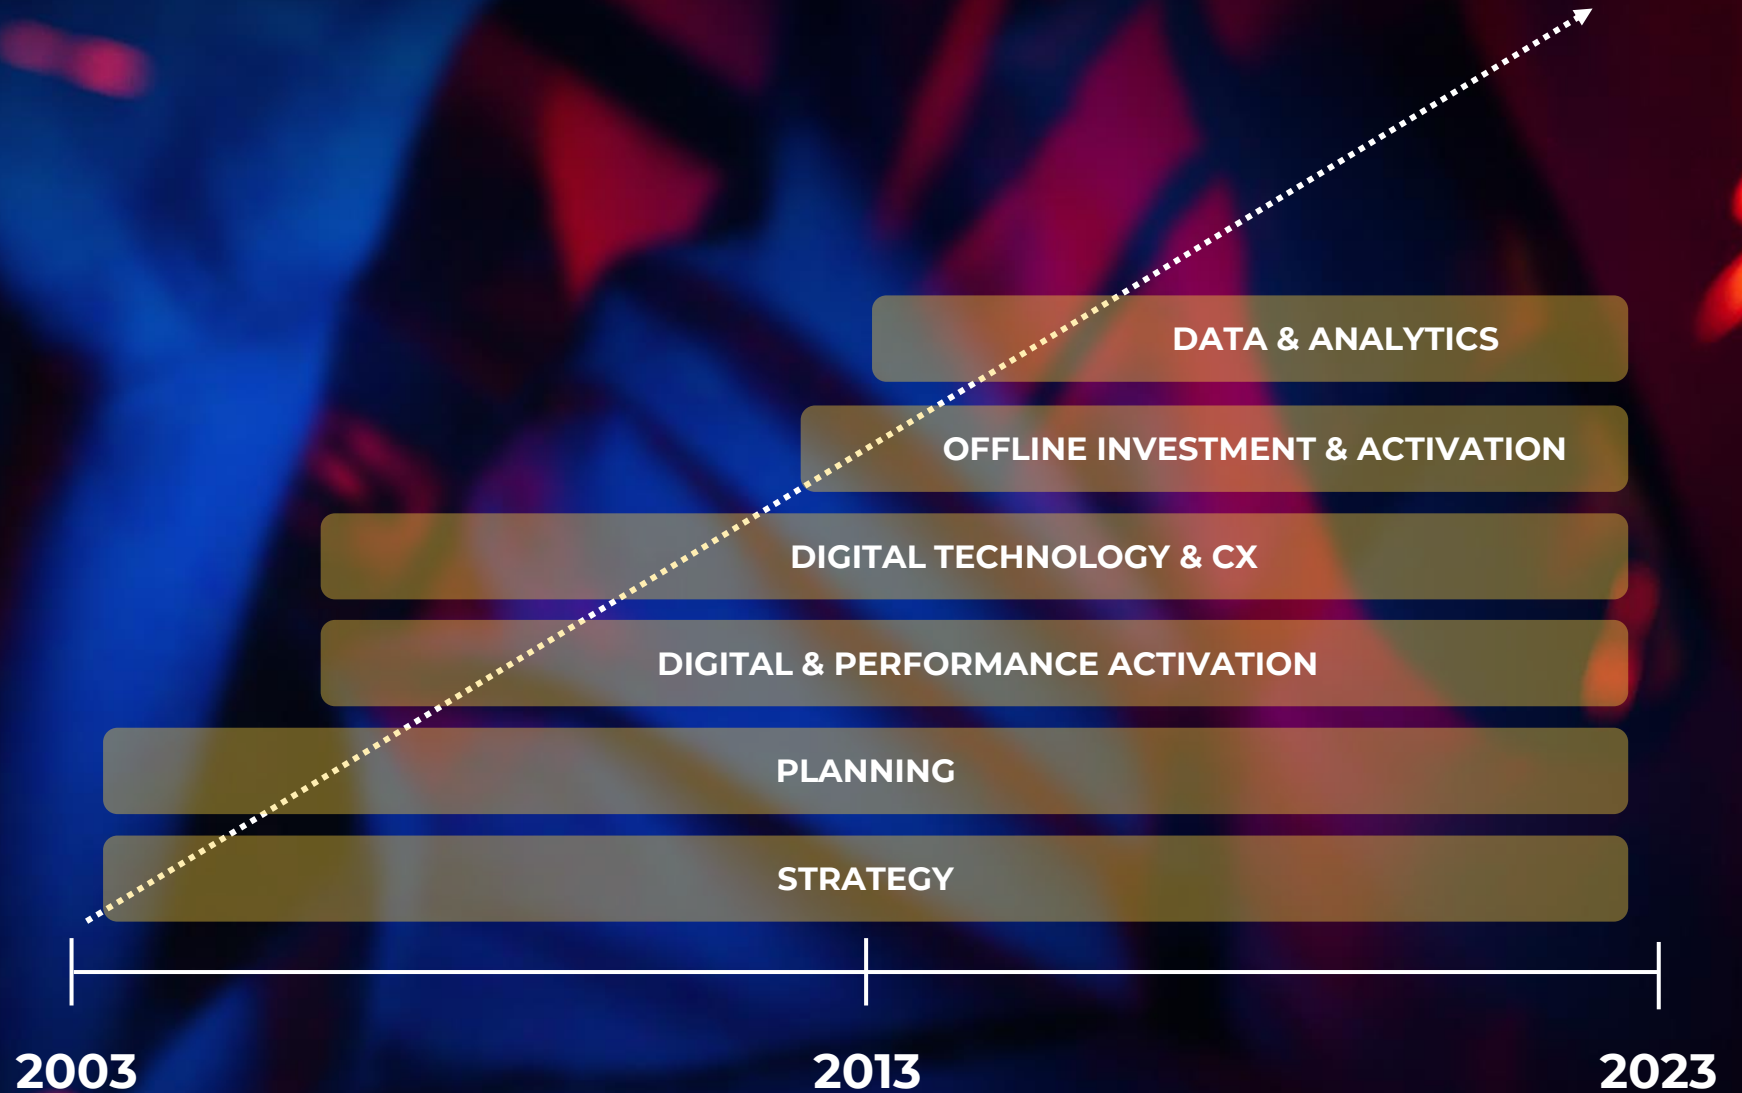 DATA & ANALYTICS
OFFLINE INVESTMENT & ACTIVATION
DIGITAL TECHNOLOGY & CX
DIGITAL & PERFORMANCE ACTIVATION
PLANNING
STRATEGY
2003
2013
2023